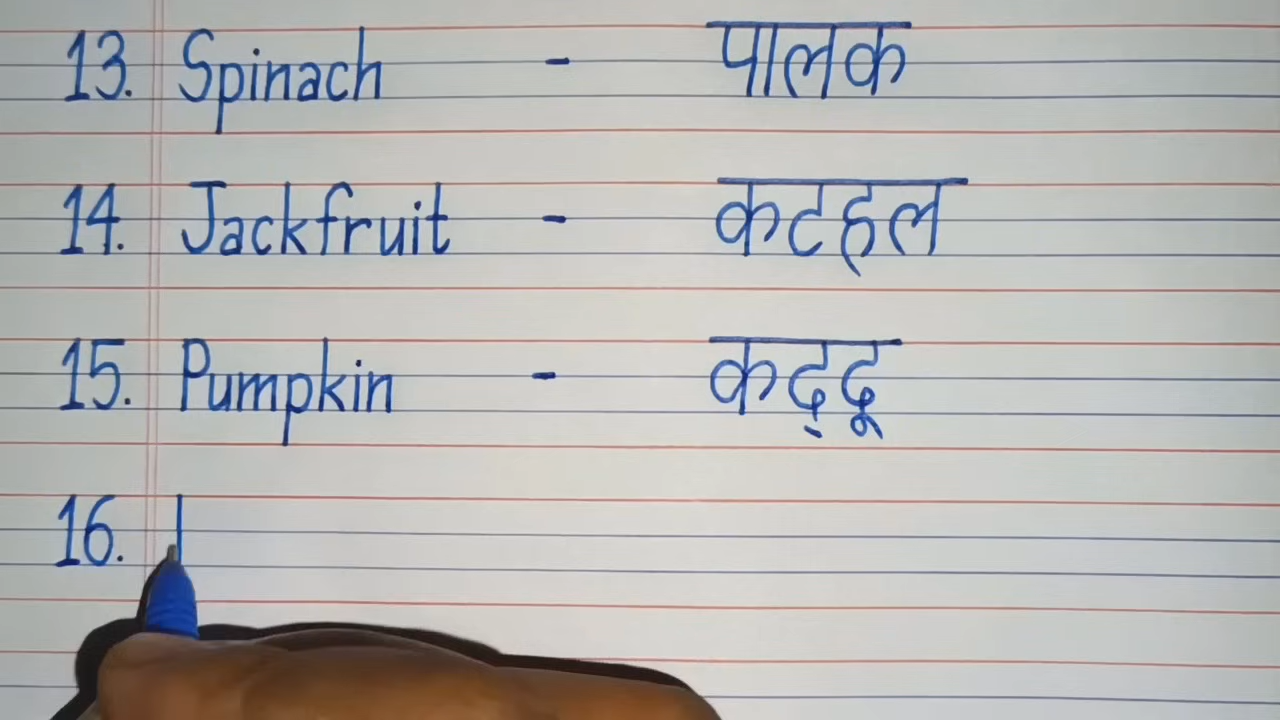 13. Spinach - पालक
14. Jackfruit - कटहल
15. Pumpkin - कद्दू
16.